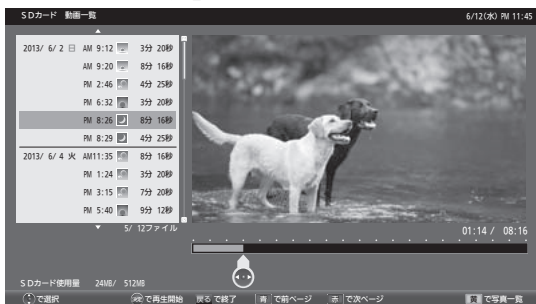 SDカード 動画一覧
6/12(水) PM 11:45
2013/ 6/ 2 日 AM 9:12 3分 20秒
AM 9:20 8分 16秒
PM 2:46 4分 25秒
PM 6:32 3分 20秒
PM 8:26 8分 16秒
PM 8:29 4分 25秒
2013/ 6/ 4 火 AM11:35 8分 16秒
PM 1:24 3分 20秒
PM 3:15 7分 20秒
PM 5:40 9分 12秒
5/ 12ファイル
01:14 / 08:16
SDカード使用量 24MB/ 512MB
で選択 決定 で再生開始 戻る で終了 青 で前ページ 赤 で次ページ 黄 で写真一覧